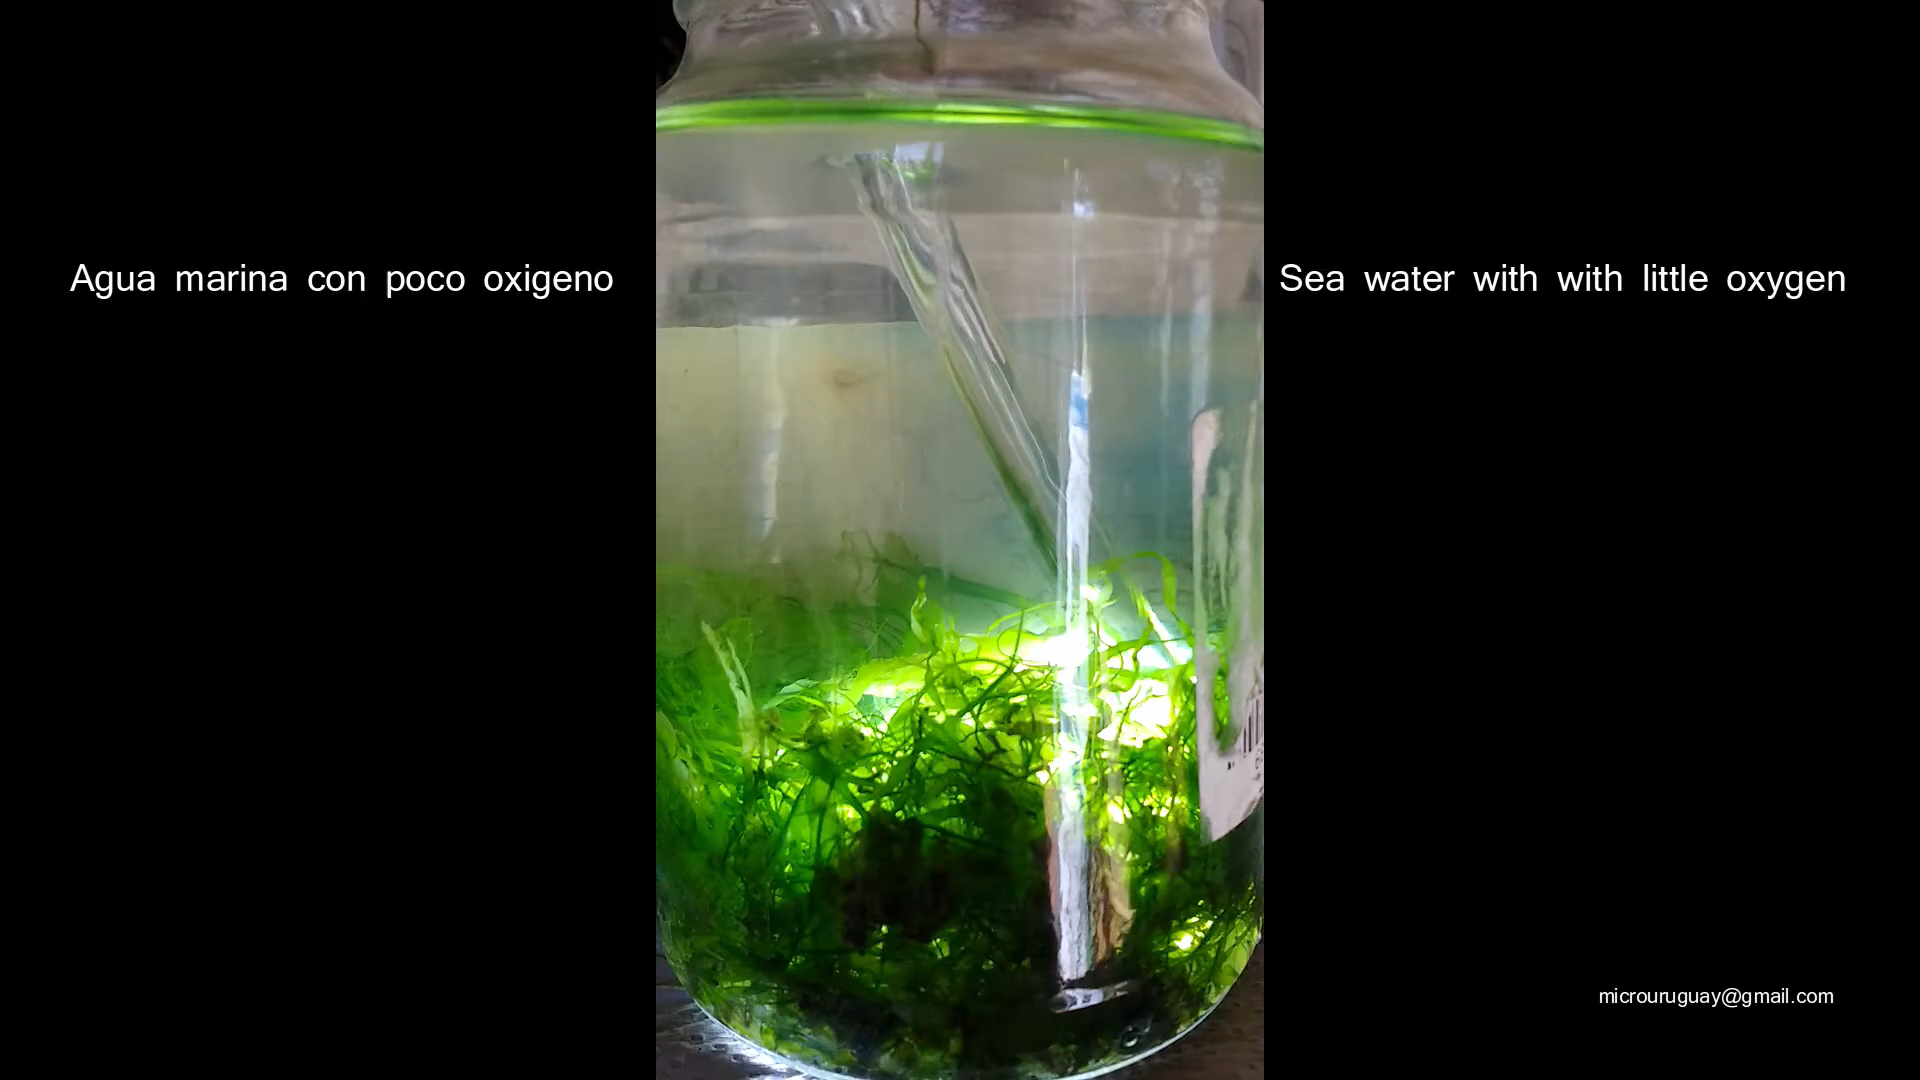 Agua marina con poco oxigeno
Sea water with with little oxygen
microuruguay@gmail.com